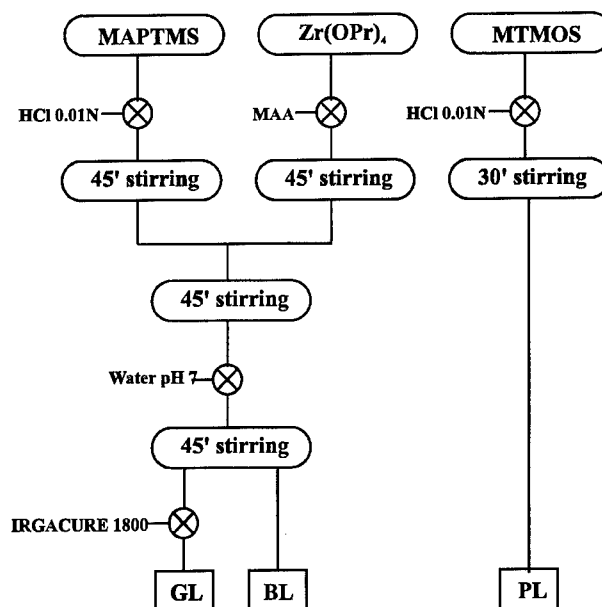 MAPTMS
Zr(OPr)₄
MTMOS
HCl 0.01N
MAA
HCl 0.01N
45' stirring
45' stirring
30' stirring
45' stirring
Water pH 7
45' stirring
IRGACURE 1800
GL
BL
PL